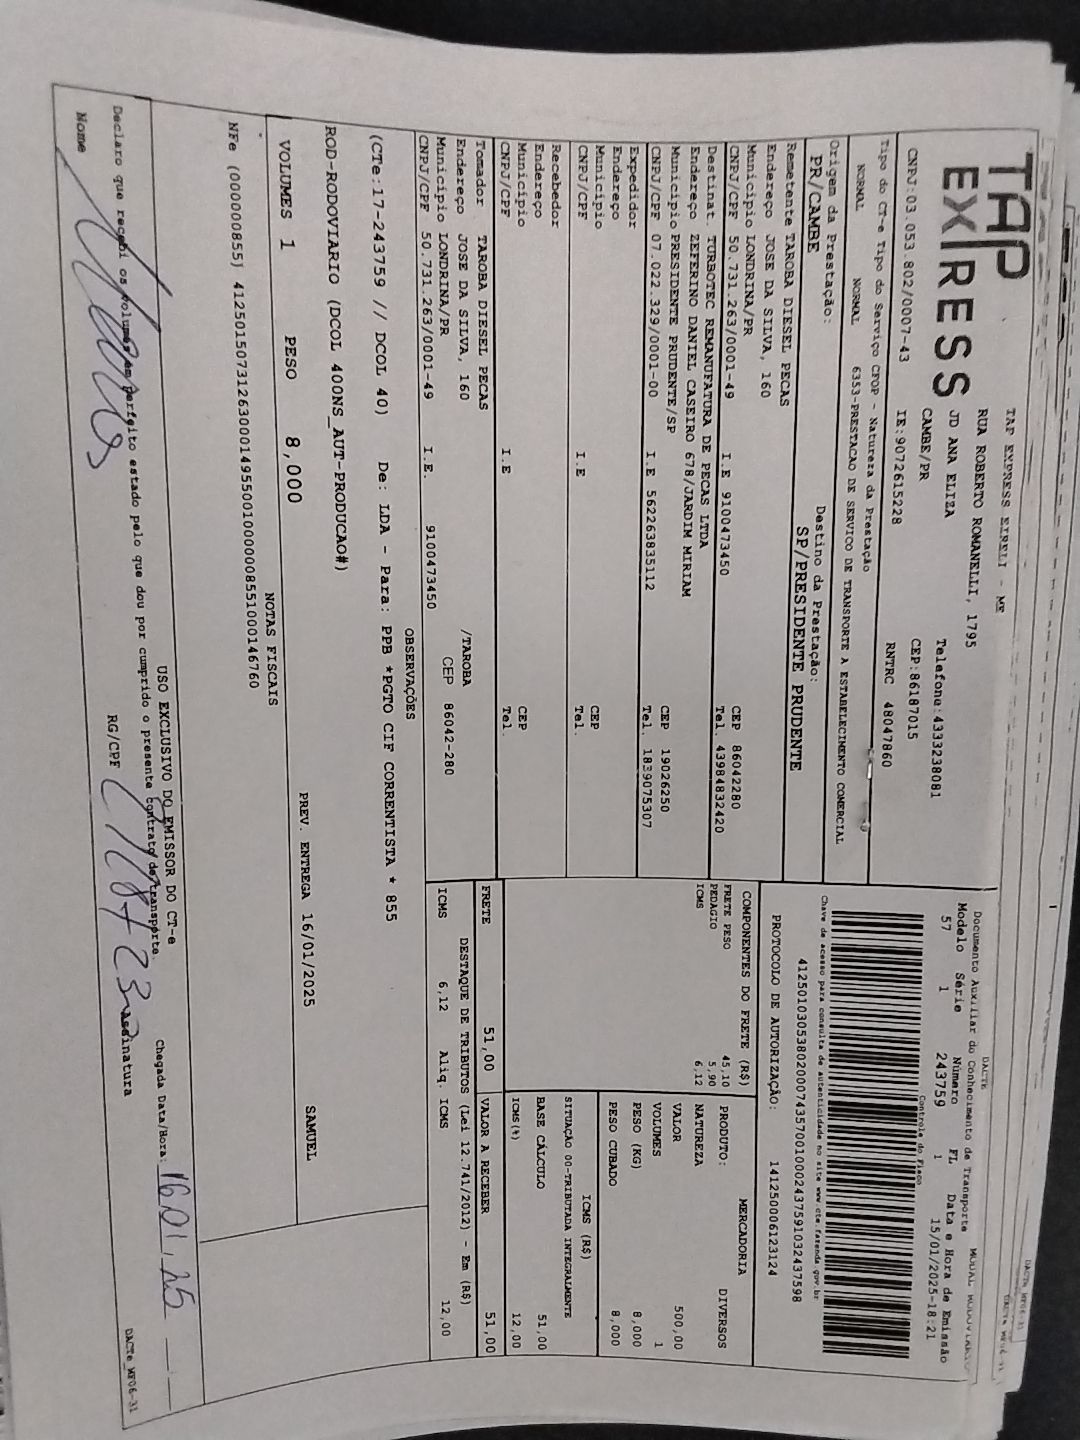 TAP EXPRESS
TAP EXPRESS EIRELI - ME
RUA ROBERTO ROMANELLI, 1795
JD ANA ELIZA
CAMBE/PR
Telefone:4333238081
CEP:86187015
CNPJ:03.053.802/0007-43
IE:9072615228
RNTRC 48047860
DACTE
Documento Auxiliar do Conhecimento de Transporte
Modelo Série Número FL Data e Hora de Emissão
57 1 243759 1 15/01/2025-18:21
Controle do Fisco
Chave de acesso para consulta de autenticidade no site www.cte.fazenda.gov.br
41250103053802000743570010002437591032437598
PROTOCOLO DE AUTORIZAÇÃO: 141250006123124
Tipo do CT-e Tipo do Serviço CFOP - Natureza da Prestação
NORMAL NORMAL 6353-PRESTACAO DE SERVICO DE TRANSPORTE A ESTABELECIMENTO COMERCIAL
Origem da Prestação: Destino da Prestação:
PR/CAMBE SP/PRESIDENTE PRUDENTE
Remetente TAROBA DIESEL PECAS
Endereço JOSE DA SILVA, 160
Município LONDRINA/PR CEP 86042280
CNPJ/CPF 50.731.263/0001-49 I.E 9100473450 Tel. 43984832420
Destinat. TURBOTEC REMANUFATURA DE PECAS LTDA
Endereço ZEFERINO DANIEL CASEIRO 678/JARDIM MIRIAM
Município PRESIDENTE PRUDENTE/SP CEP 19026250
CNPJ/CPF 07.022.329/0001-00 I.E 562263835112 Tel. 1839075307
Expedidor
Endereço
Município CEP
CNPJ/CPF I.E Tel.
Recebedor
Endereço
Município CEP
CNPJ/CPF I.E Tel.
Tomador TAROBA DIESEL PECAS /TAROBA
Endereço JOSE DA SILVA, 160
Município LONDRINA/PR CEP 86042-280
CNPJ/CPF 50.731.263/0001-49 I.E. 9100473450
COMPONENTES DO FRETE (R$)
FRETE PESO 45,10
PEDAGIO 5,90
ICMS 6,12
MERCADORIA
PRODUTO: DIVERSOS
NATUREZA
VALOR 500,00
VOLUMES 1
PESO (KG) 8,000
PESO CUBADO 8,000
ICMS (R$)
SITUAÇÃO 00-TRIBUTADA INTEGRALMENTE
BASE CÁLCULO 51,00
ICMS(%) 12,00
FRETE 51,00 VALOR A RECEBER 51,00
DESTAQUE DE TRIBUTOS (Lei 12.741/2012) - Em (R$)
ICMS 6,12 Aliq. ICMS 12,00
OBSERVAÇÕES
(CTe:17-243759 // DCOL 40) De: LDA - Para: PPB *PGTO CIF CORRENTISTA * 855
ROD-RODOVIARIO (DCOL 400NS_AUT-PRODUCAO#)
VOLUMES 1 PESO 8,000 PREV. ENTREGA 16/01/2025 SAMUEL
NOTAS FISCAIS
NFe (000000855) 41250150731263000149550010000008551000146760
USO EXCLUSIVO DO EMISSOR DO CT-e
Chegada Data/Hora: 16.01.25
Declaro que recebi os volumes em perfeito estado pelo que dou por cumprido o presente contrato de transporte
Nome RG/CPF Assinatura
DACTe_MF06-31